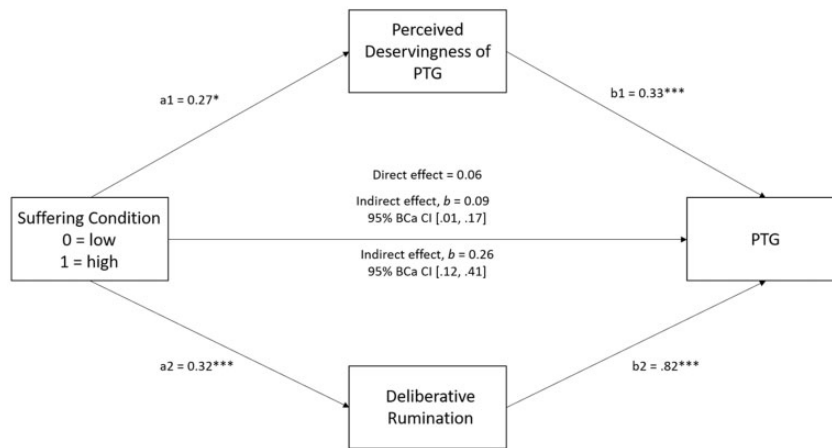 Perceived
Deservingness of
PTG
a1 = 0.27*
b1 = 0.33***
Direct effect = 0.06
Indirect effect, b = 0.09
95% BCa CI [.01, .17]
Suffering Condition
0 = low
1 = high
PTG
Indirect effect, b = 0.26
95% BCa CI [.12, .41]
a2 = 0.32***
b2 = .82***
Deliberative
Rumination